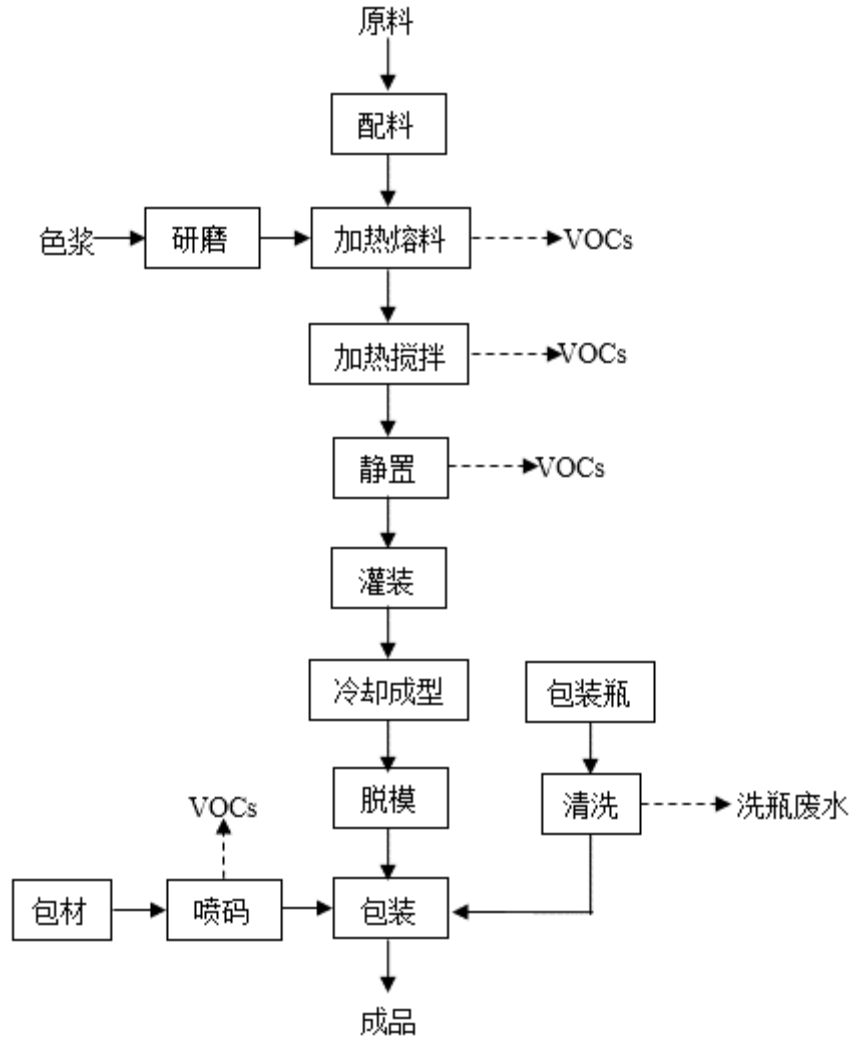 原料
配料
色浆
研磨
加热熔料
VOCs
加热搅拌
VOCs
静置
VOCs
灌装
冷却成型
包装瓶
脱模
清洗
洗瓶废水
VOCs
包材
喷码
包装
成品